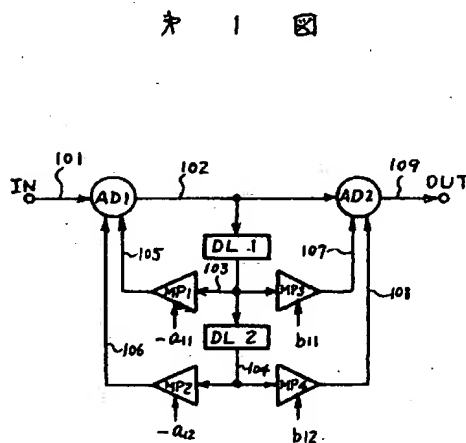 第 1 図
101
102
109
IN
AD1
AD2
OUT
DL 1
105
103
107
MP1
MP3
106
-a11
b11
108
DL 2
104
MP2
MP4
-a12
b12